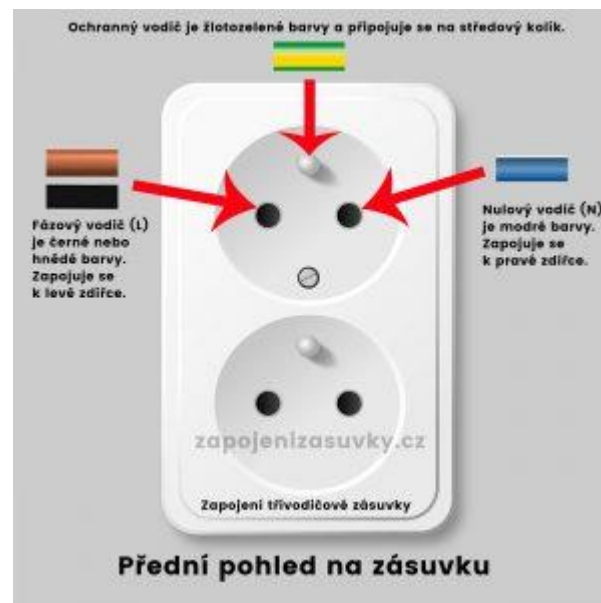 Ochranný vodič je žlotozelené barvy a připojuje se na středový kolík.
Fázový vodič (L)
je černé nebo
hnědé barvy.
Zapojuje se
k levé zdířce.
Nulový vodič (N)
je modré barvy.
Zapojuje se
k pravé zdířce.
zapojenizasuvky.cz
Zapojení třívodičové zásuvky
Přední pohled na zásuvku